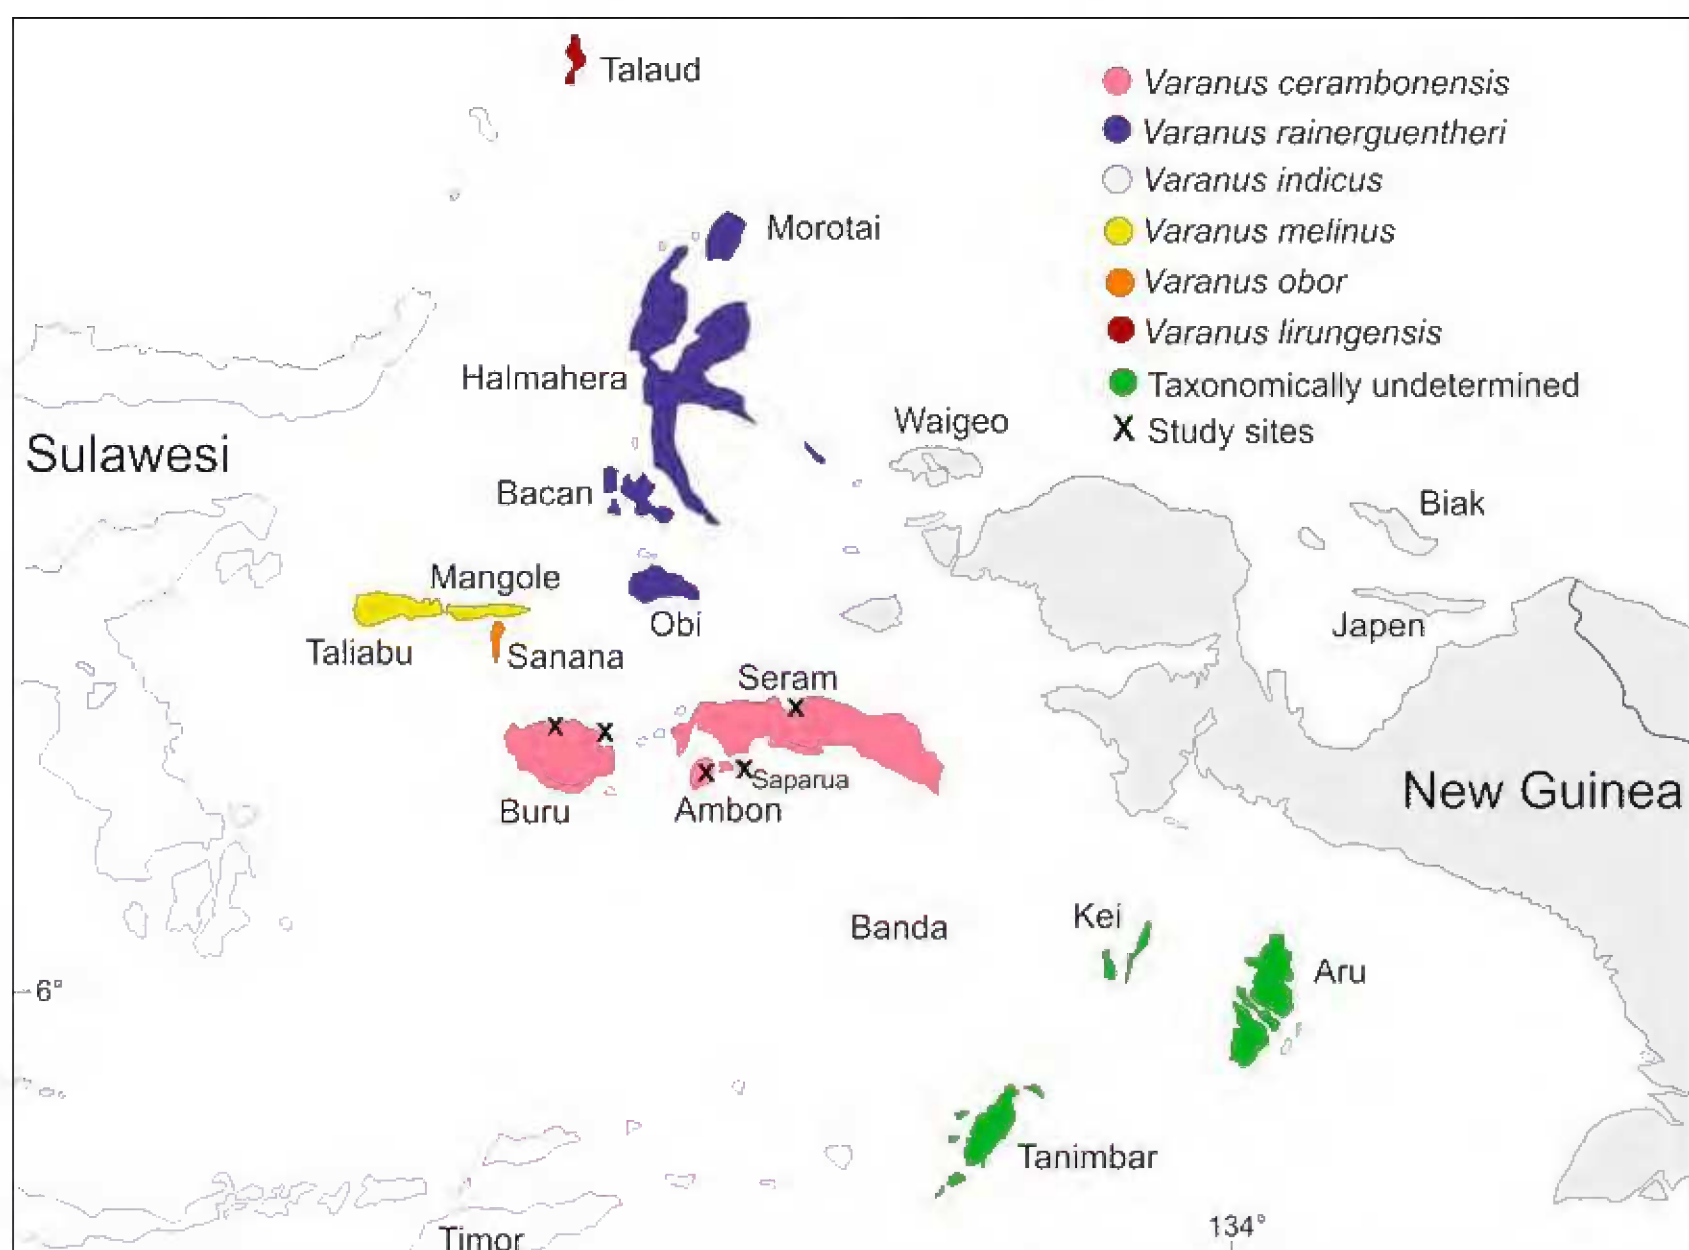 Talaud
Varanus cerambonensis
Varanus rainerguentheri
Varanus indicus
Varanus melinus
Varanus obor
Varanus lirungensis
Taxonomically undetermined
X Study sites
Morotai
Halmahera
Waigeo
Sulawesi
Bacan
Biak
Mangole
Obi
Japen
Taliabu
Sanana
Seram
X
X
X
X
X
Saparua
Buru
Ambon
New Guinea
Banda
Kei
Aru
6°
Tanimbar
134°
Timor